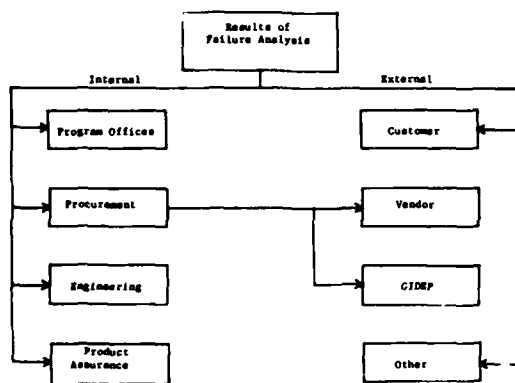 Results of
Failure Analysis
Internal
External
Program Offices
Customer
Procurement
Vendor
Engineering
GIDEP
Product
Assurance
Other